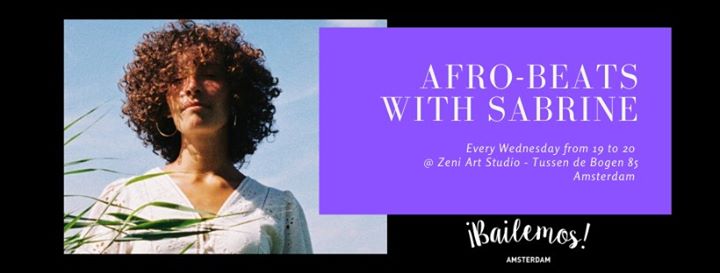 AFRO-BEATS
WITH SABRINE
Every Wednesday from 19 to 20
@ Zeni Art Studio - Tussen de Bogen 85
Amsterdam
¡Bailemos!
AMSTERDAM